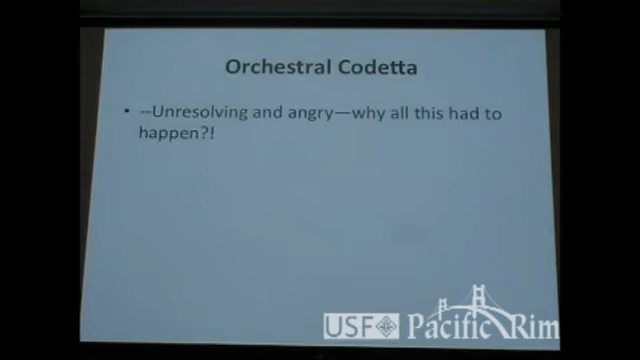 Orchestral Codetta
• --Unresolving and angry—why all this had to
happen?!
USF Pacific Rim